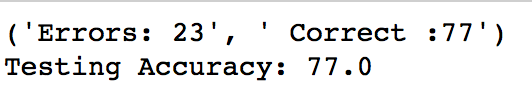 ('Errors: 23', ' Correct :77')
Testing Accuracy: 77.0